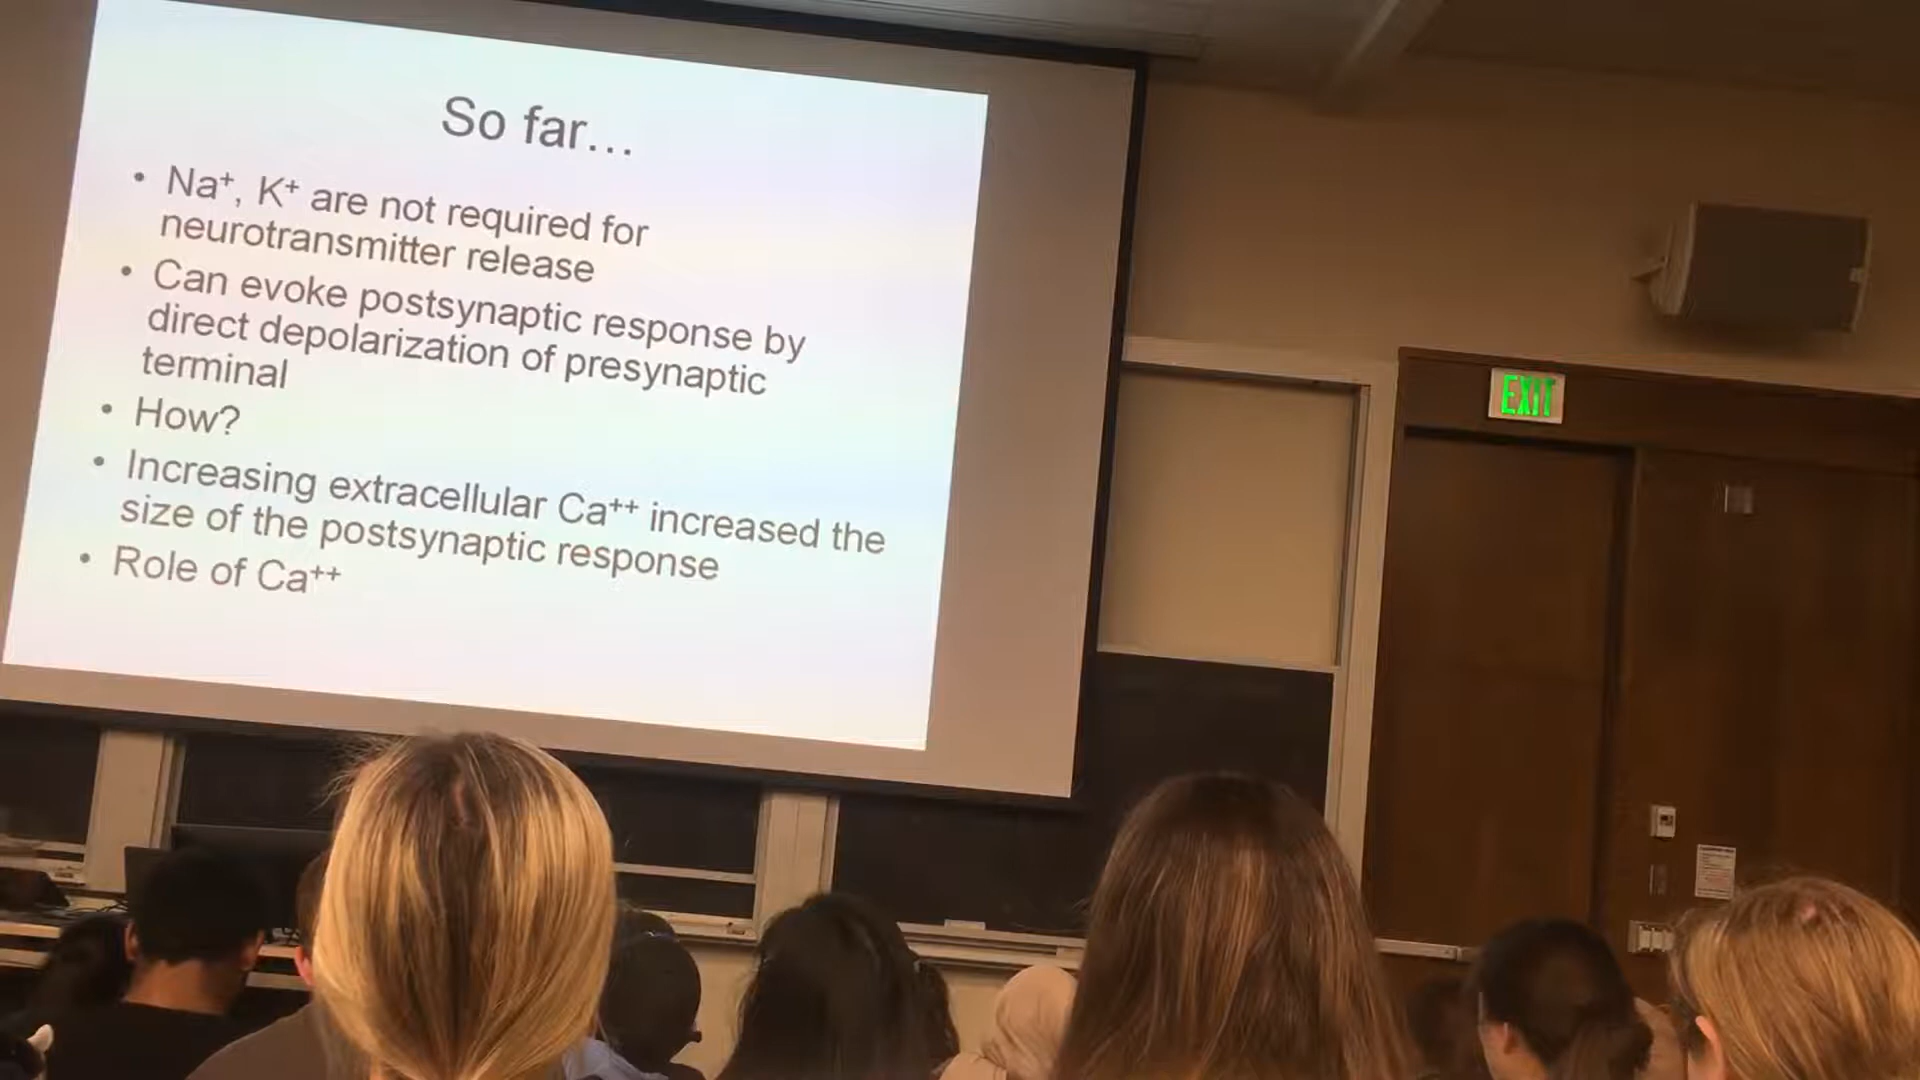 So far...
• Na⁺, K⁺ are not required for
neurotransmitter release
• Can evoke postsynaptic response by
direct depolarization of presynaptic
terminal
• How?
• Increasing extracellular Ca⁺⁺ increased the
size of the postsynaptic response
• Role of Ca⁺⁺
EXIT